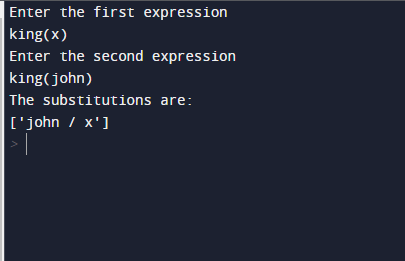 Enter the first expression
king(x)
Enter the second expression
king(john)
The substitutions are:
['john / x']
>